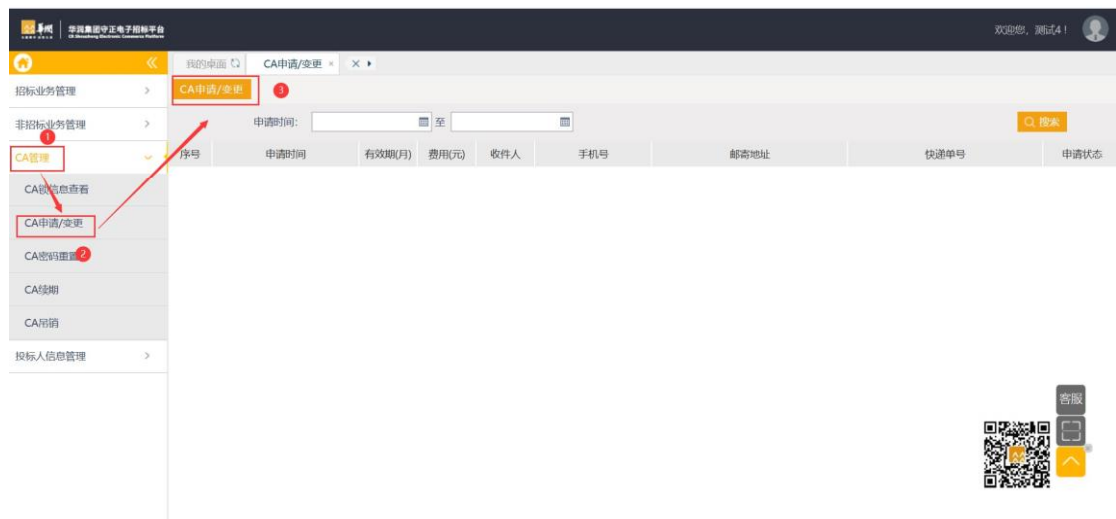 华润集团守正电子招标平台
欢迎您，测试4！
我的桌面
CA申请/变更 ×
招标业务管理
CA申请/变更
3
非招标业务管理
1
申请时间:
至
搜索
CA管理
序号 申请时间 有效期(月) 费用(元) 收件人 手机号 邮寄地址 快递单号 申请状态
CA锁信息查看
CA申请/变更
CA密码重置
2
CA续期
CA吊销
投标人信息管理
客服